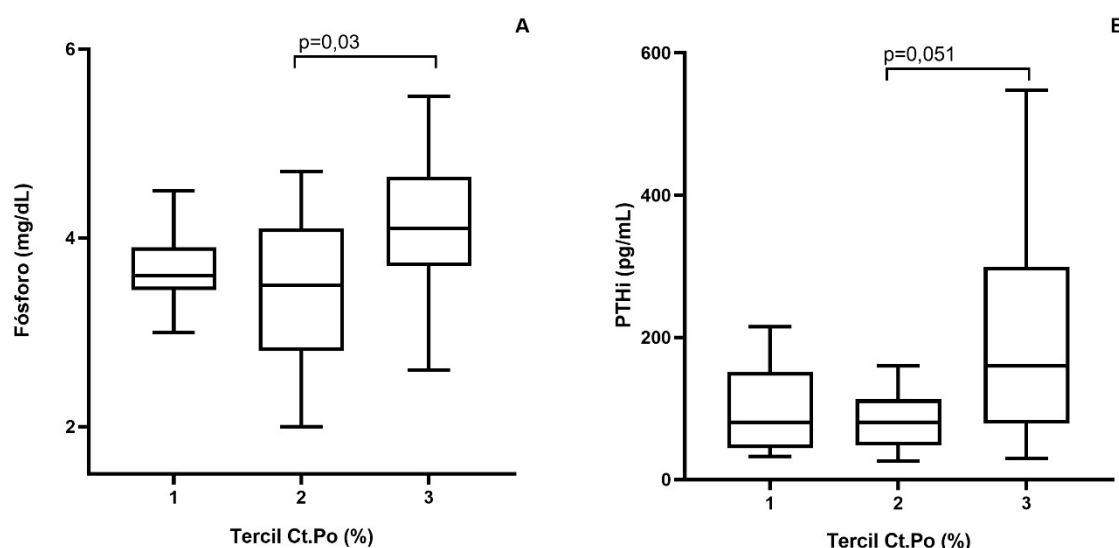 A
p=0,03
6
4
2
Fósforo (mg/dL)
1 2 3
Tercil Ct.Po (%)
B
p=0,051
600
400
200
0
PTHi (pg/mL)
1 2 3
Tercil Ct.Po (%)